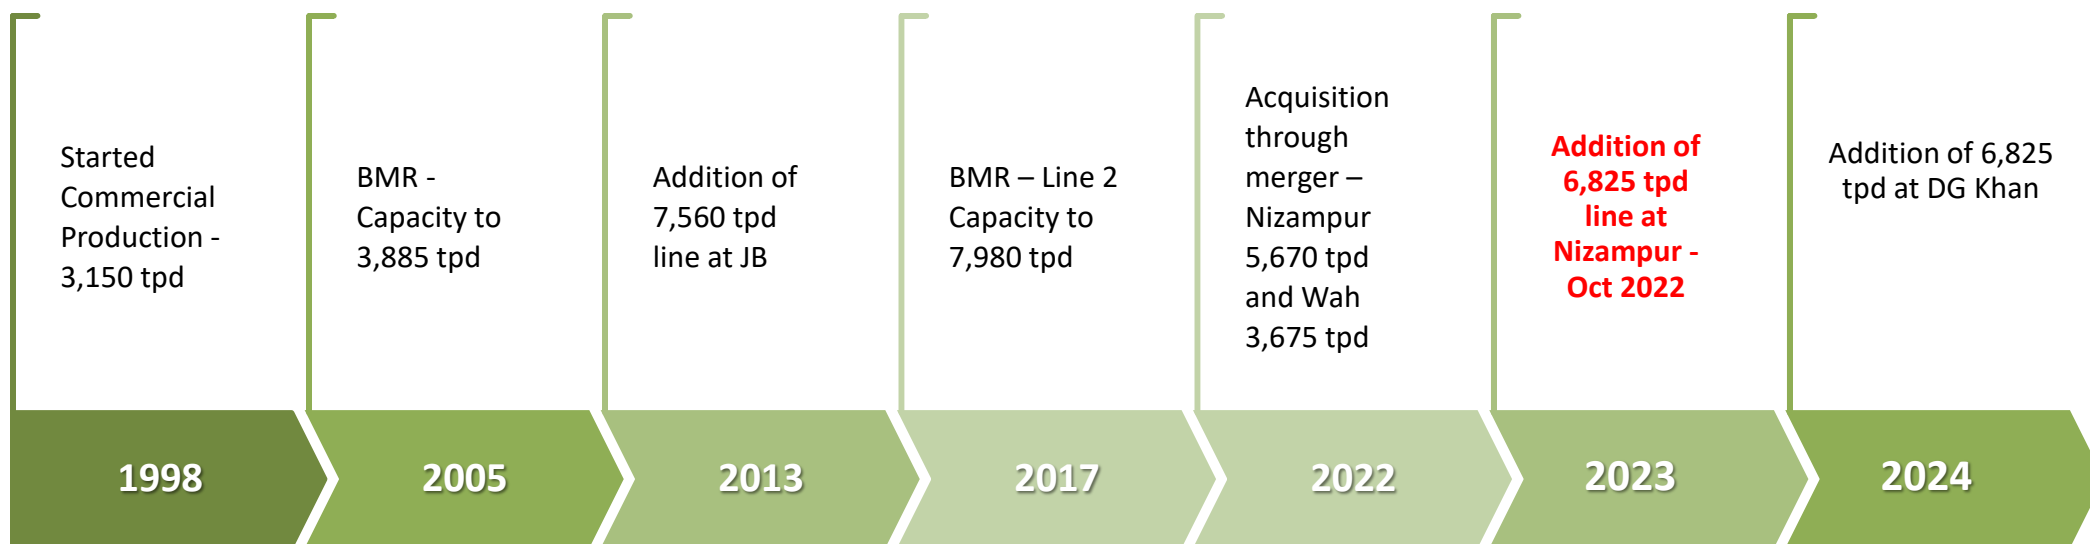 Started
Commercial
Production -
3,150 tpd
BMR -
Capacity to
3,885 tpd
Addition of
7,560 tpd
line at JB
BMR – Line 2
Capacity to
7,980 tpd
Acquisition
through
merger –
Nizampur
5,670 tpd
and Wah
3,675 tpd
Addition of
6,825 tpd
line at
Nizampur -
Oct 2022
Addition of 6,825
tpd at DG Khan
1998
2005
2013
2017
2022
2023
2024